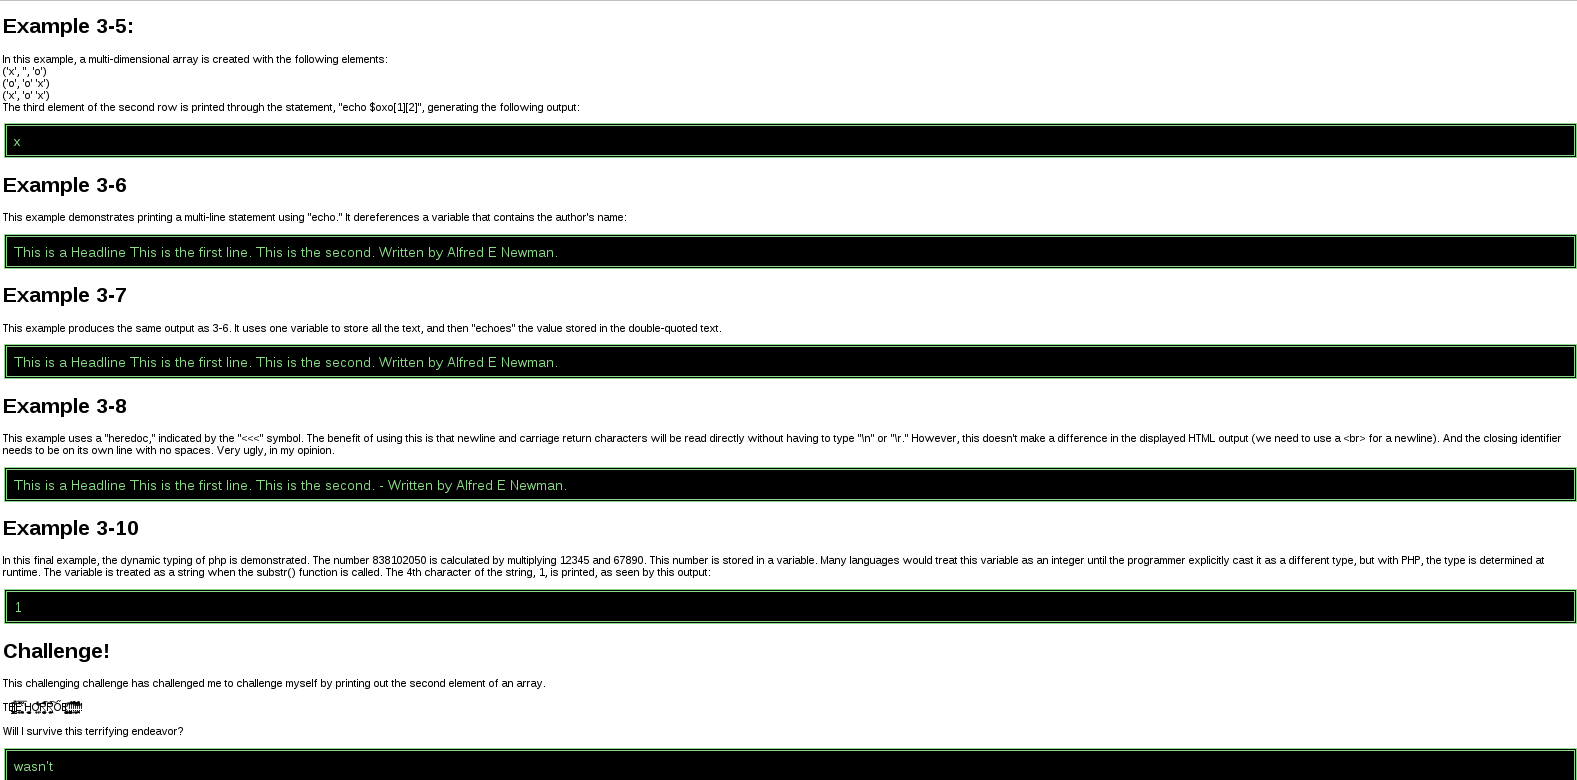 Example 3-5:
In this example, a multi-dimensional array is created with the following elements:
('x', '', 'o')
('o', 'o' 'x')
('x', 'o' 'x')
The third element of the second row is printed through the statement, "echo $oxo[1][2]", generating the following output:
x
Example 3-6
This example demonstrates printing a multi-line statement using "echo." It dereferences a variable that contains the author's name:
This is a Headline This is the first line. This is the second. Written by Alfred E Newman.
Example 3-7
This example produces the same output as 3-6. It uses one variable to store all the text, and then "echoes" the value stored in the double-quoted text.
This is a Headline This is the first line. This is the second. Written by Alfred E Newman.
Example 3-8
This example uses a "heredoc," indicated by the "<<<" symbol. The benefit of using this is that newline and carriage return characters will be read directly without having to type "\n" or "\r." However, this doesn't make a difference in the displayed HTML output (we need to use a <br> for a newline). And the closing identifier
needs to be on its own line with no spaces. Very ugly, in my opinion.
This is a Headline This is the first line. This is the second. - Written by Alfred E Newman.
Example 3-10
In this final example, the dynamic typing of php is demonstrated. The number 838102050 is calculated by multiplying 12345 and 67890. This number is stored in a variable. Many languages would treat this variable as an integer until the programmer explicitly cast it as a different type, but with PHP, the type is determined at
runtime. The variable is treated as a string when the substr() function is called. The 4th character of the string, 1, is printed, as seen by this output:
1
Challenge!
This challenging challenge has challenged me to challenge myself by printing out the second element of an array.
Will I survive this terrifying endeavor?
wasn't